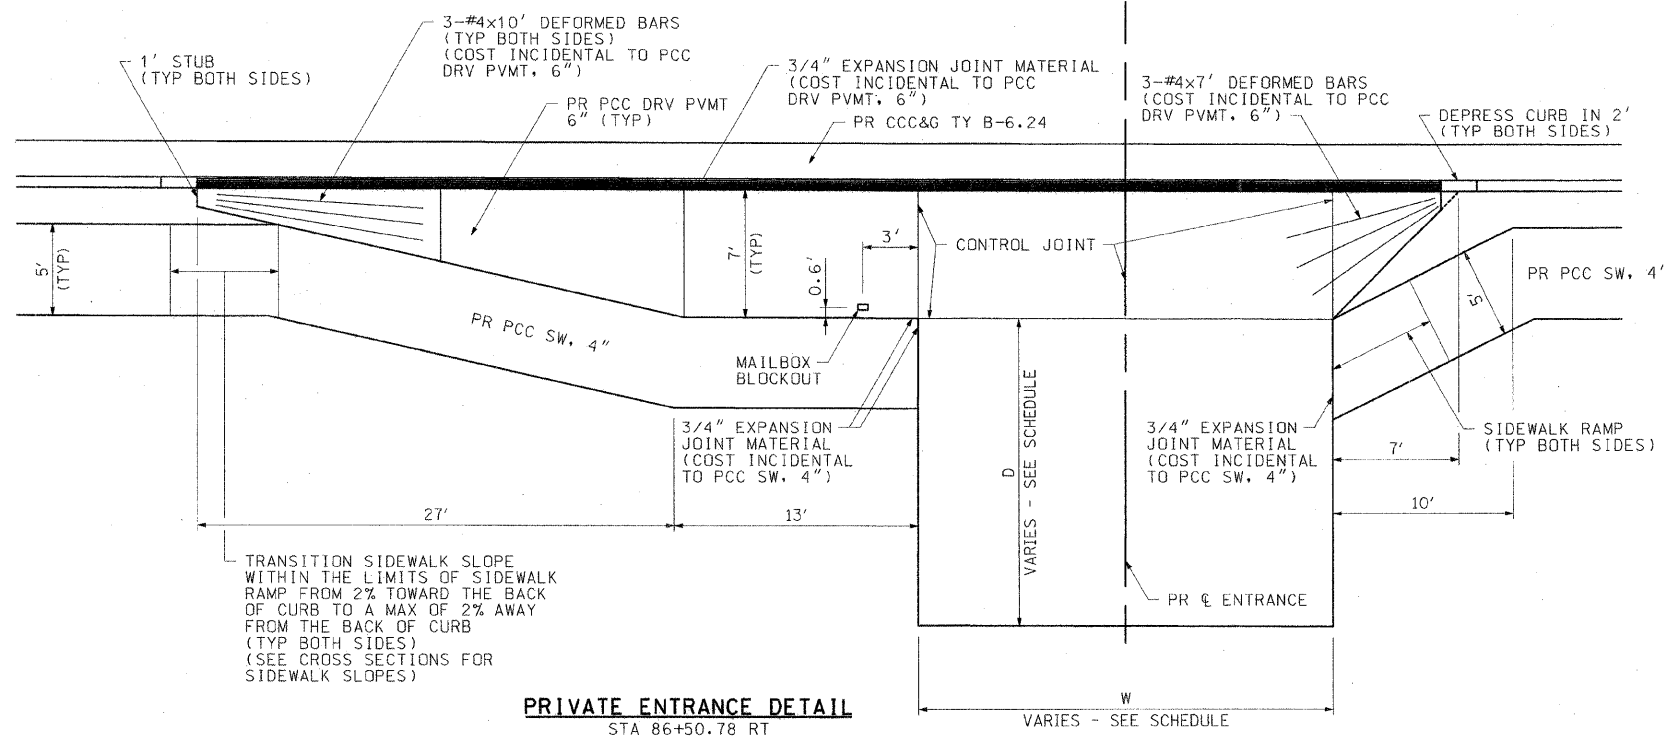 3-#4x10' DEFORMED BARS
(TYP BOTH SIDES)
(COST INCIDENTAL TO PCC
DRV PVMT, 6")
1' STUB
(TYP BOTH SIDES)
PR PCC DRV PVMT
6" (TYP)
3/4" EXPANSION JOINT MATERIAL
(COST INCIDENTAL TO PCC
DRV PVMT, 6")
PR CCC&G TY B-6.24
3-#4x7' DEFORMED BARS
(COST INCIDENTAL TO PCC
DRV PVMT, 6")
DEPRESS CURB IN 2'
(TYP BOTH SIDES)
5'
(TYP)
7'
(TYP)
3'
0.6'
CONTROL JOINT
PR PCC SW, 4'
5'
PR PCC SW, 4"
MAILBOX
BLOCKOUT
3/4" EXPANSION
JOINT MATERIAL
(COST INCIDENTAL
TO PCC SW, 4")
D
VARIES - SEE SCHEDULE
3/4" EXPANSION
JOINT MATERIAL
(COST INCIDENTAL
TO PCC SW, 4")
SIDEWALK RAMP
(TYP BOTH SIDES)
7'
10'
27'
13'
TRANSITION SIDEWALK SLOPE
WITHIN THE LIMITS OF SIDEWALK
RAMP FROM 2% TOWARD THE BACK
OF CURB TO A MAX OF 2% AWAY
FROM THE BACK OF CURB
(TYP BOTH SIDES)
(SEE CROSS SECTIONS FOR
SIDEWALK SLOPES)
PR ℄ ENTRANCE
W
VARIES - SEE SCHEDULE
PRIVATE ENTRANCE DETAIL
STA 86+50.78 RT